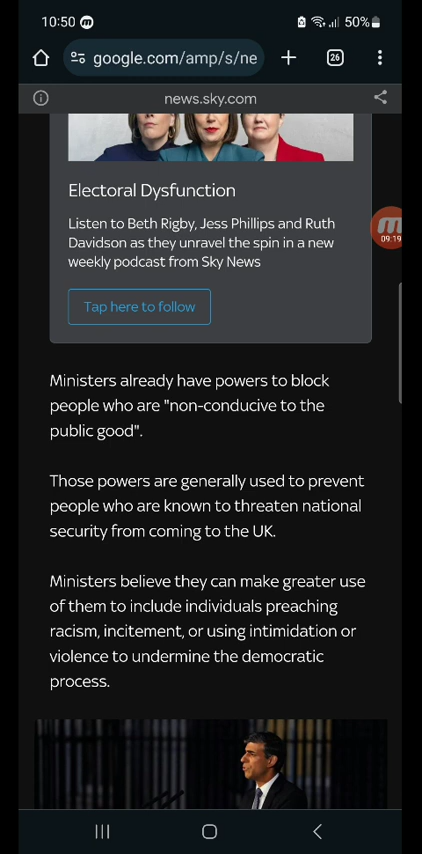 10:50
50%
google.com/amp/s/ne
26
news.sky.com
Electoral Dysfunction
Listen to Beth Rigby, Jess Phillips and Ruth
Davidson as they unravel the spin in a new
weekly podcast from Sky News
09:19
Tap here to follow
Ministers already have powers to block
people who are "non-conducive to the
public good".
Those powers are generally used to prevent
people who are known to threaten national
security from coming to the UK.
Ministers believe they can make greater use
of them to include individuals preaching
racism, incitement, or using intimidation or
violence to undermine the democratic
process.